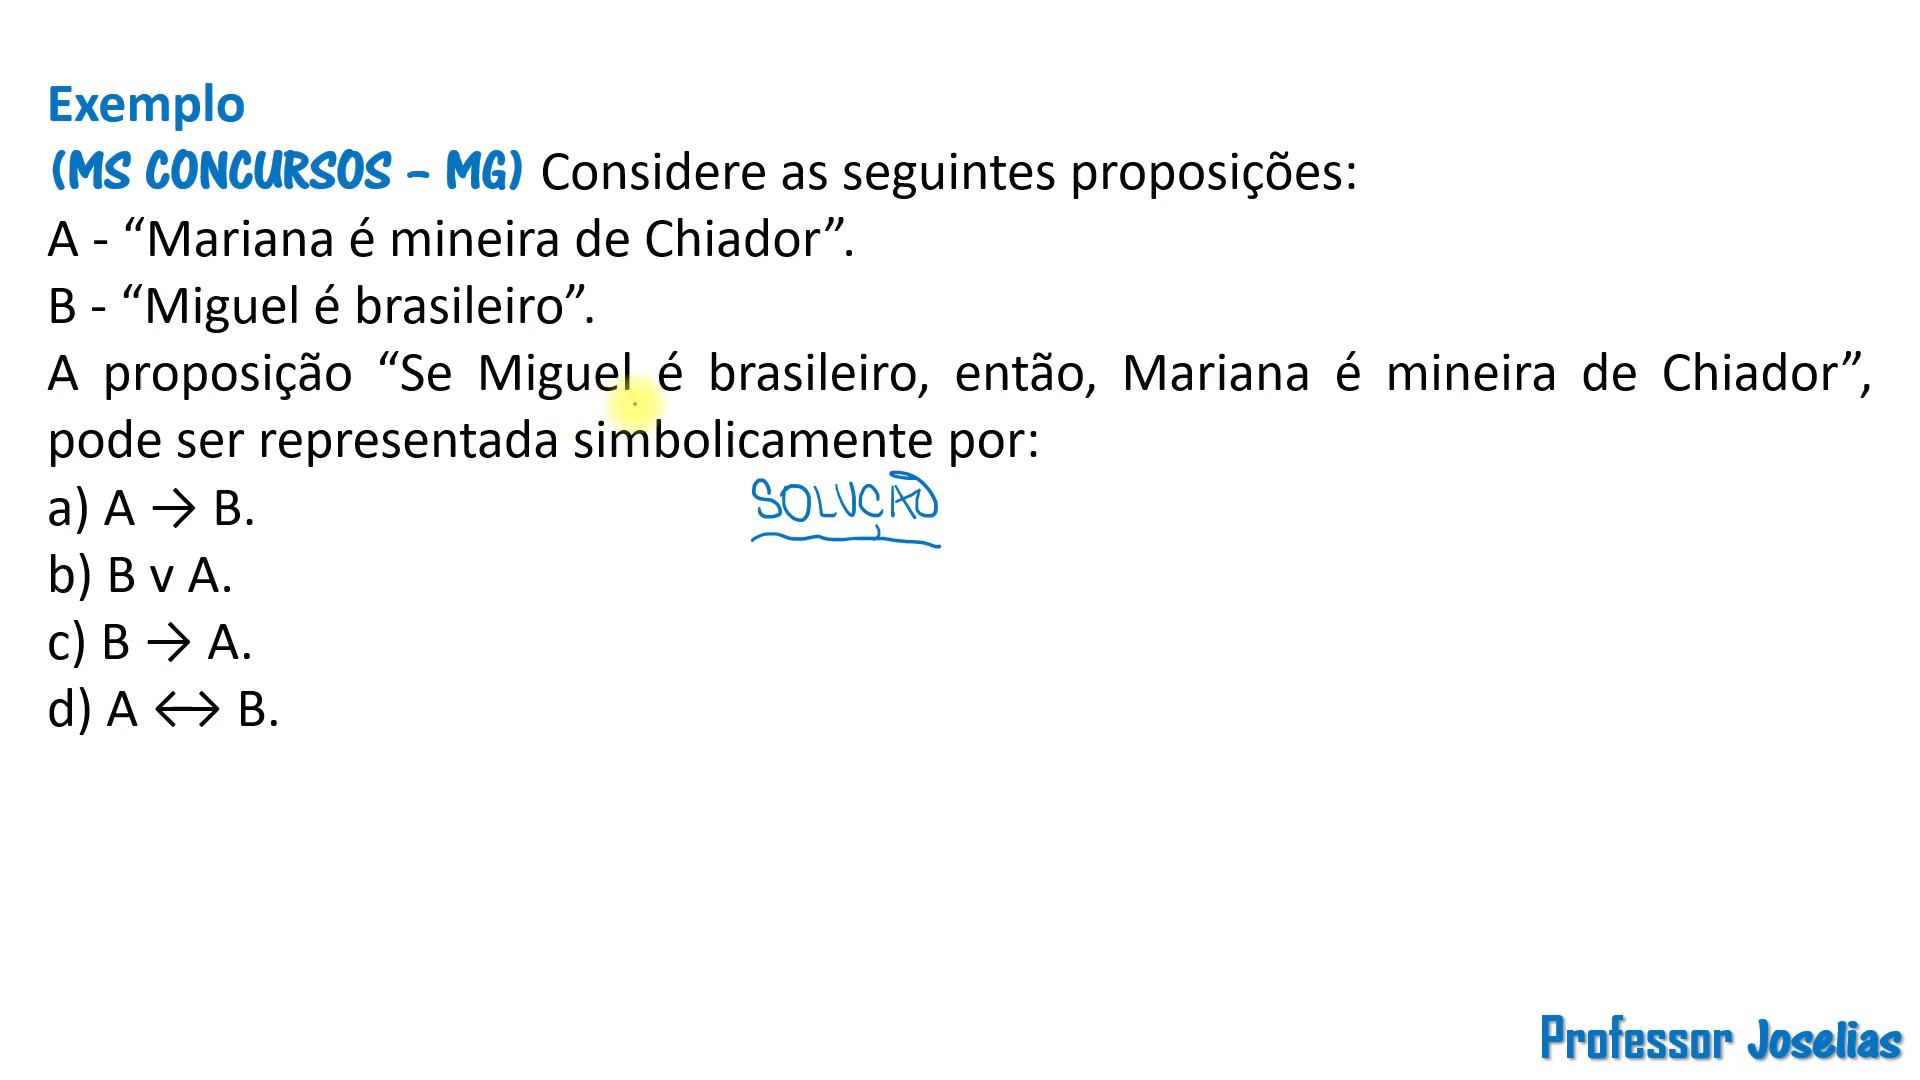 Exemplo
(MS CONCURSOS – MG) Considere as seguintes proposições:
A - “Mariana é mineira de Chiador”.
B - “Miguel é brasileiro”.
A proposição “Se Miguel é brasileiro, então, Mariana é mineira de Chiador”,
pode ser representada simbolicamente por:
a) A → B.
SOLUÇÃO
b) B v A.
c) B → A.
d) A ↔ B.
Professor Joselias